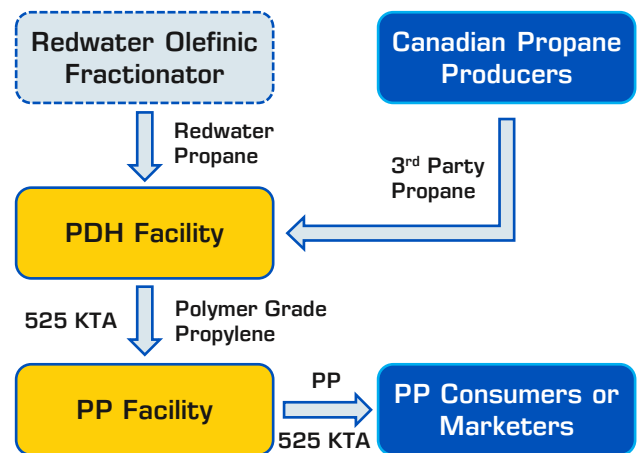 Redwater Olefinic
Fractionator
Canadian Propane
Producers
Redwater
Propane
3rd Party
Propane
PDH Facility
525 KTA
Polymer Grade
Propylene
PP Facility
PP
525 KTA
PP Consumers or
Marketers